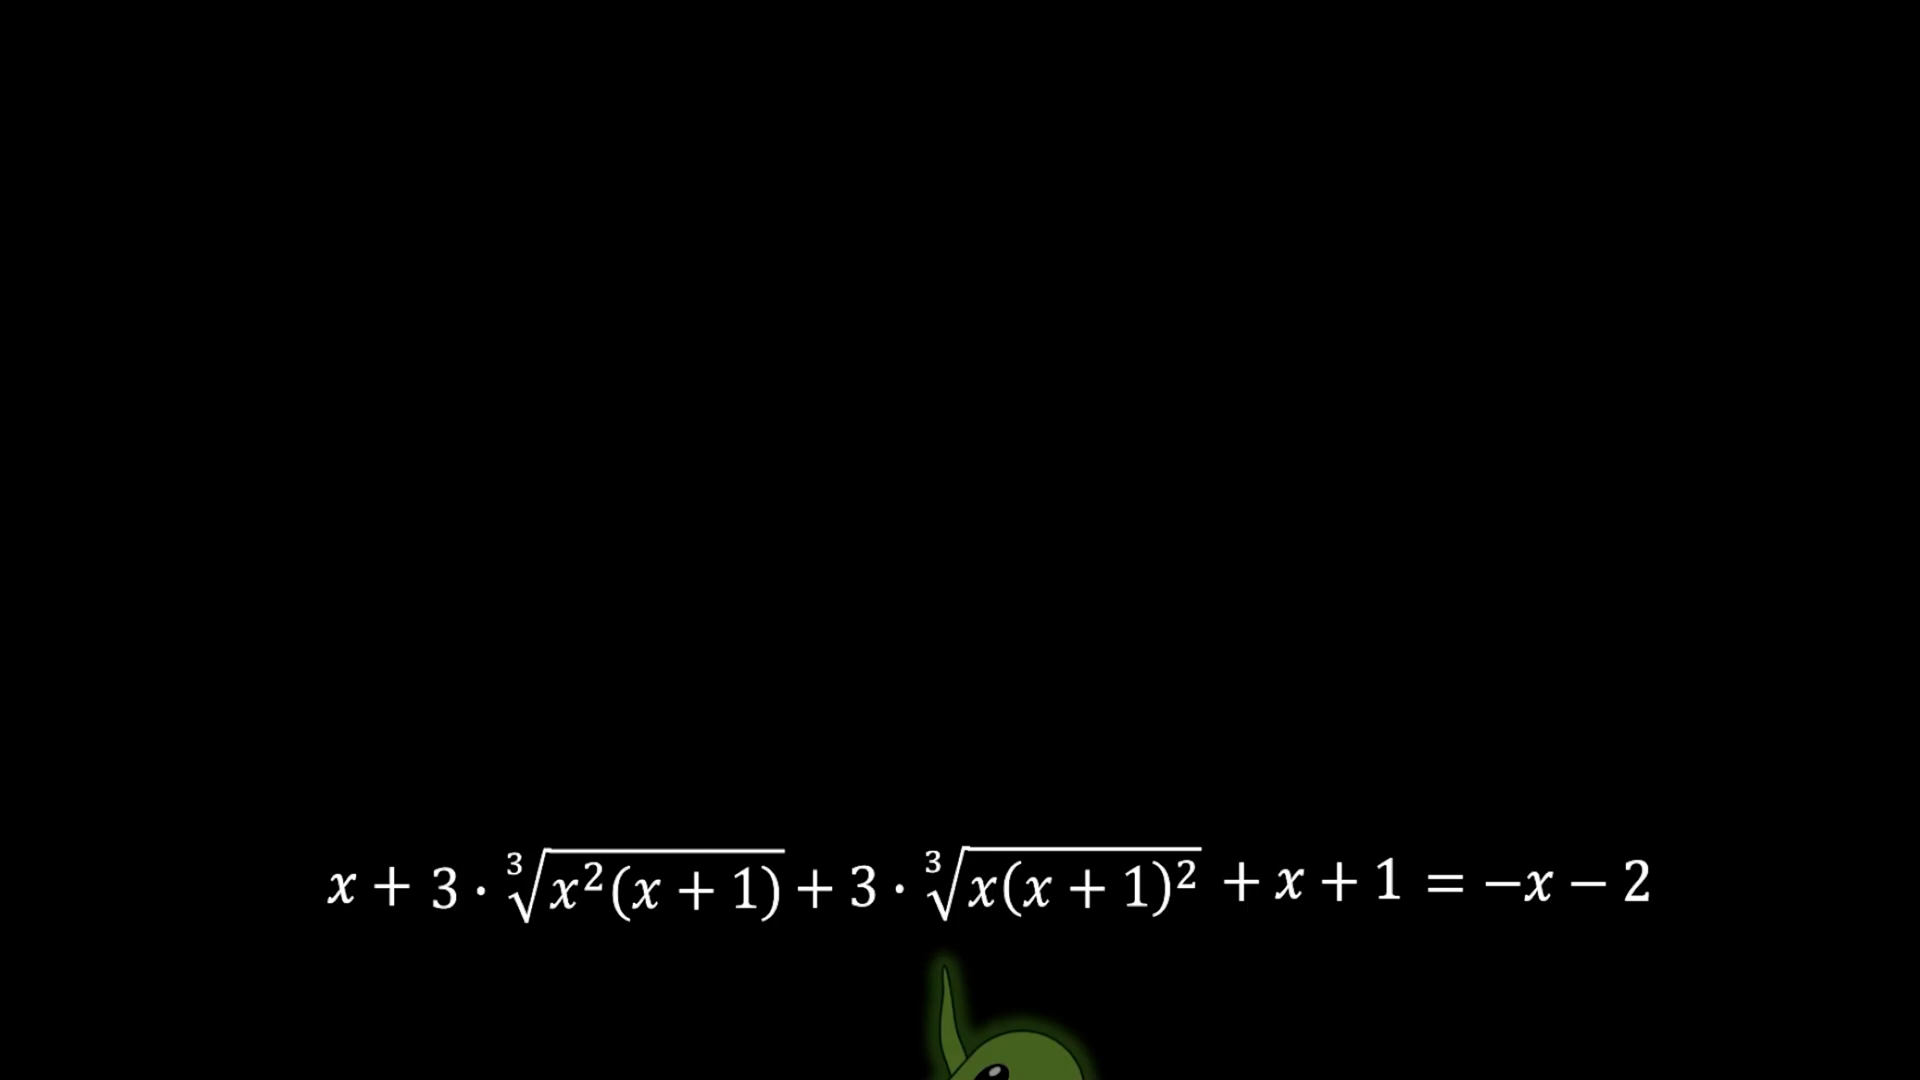 x + 3 · ∛(x²(x + 1)) + 3 · ∛(x(x + 1)²) + x + 1 = −x − 2